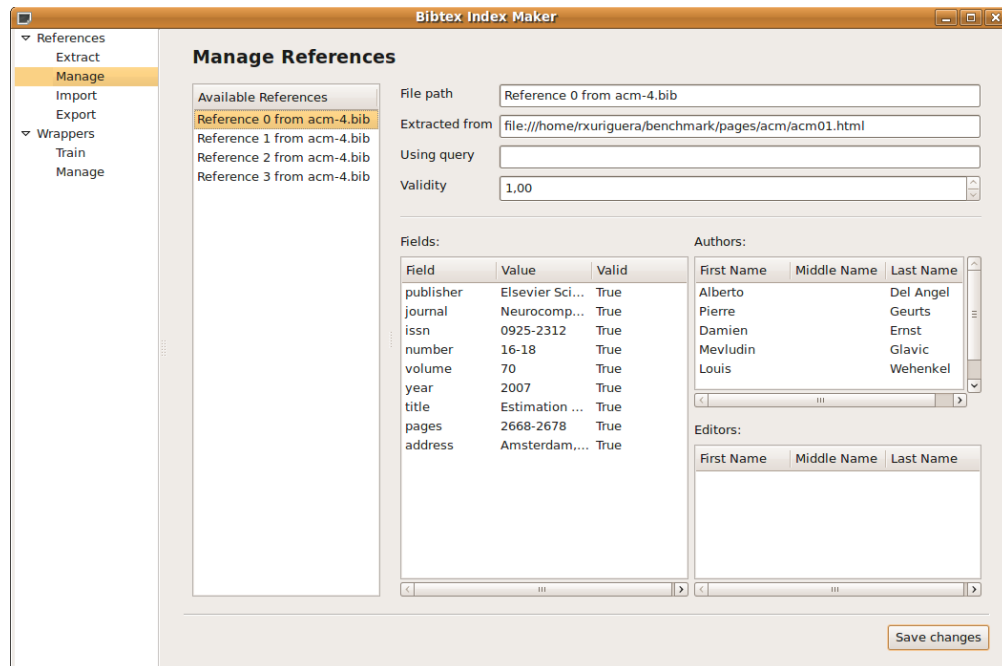 Bibtex Index Maker
References
Extract
Manage
Import
Export
Wrappers
Train
Manage
Manage References
Available References
Reference 0 from acm-4.bib
Reference 1 from acm-4.bib
Reference 2 from acm-4.bib
Reference 3 from acm-4.bib
File path Reference 0 from acm-4.bib
Extracted from file:///home/rxuriguera/benchmark/pages/acm/acm01.html
Using query
Validity 1,00
Fields:
Field Value Valid
publisher Elsevier Sci... True
journal Neurocomp... True
issn 0925-2312 True
number 16-18 True
volume 70 True
year 2007 True
title Estimation ... True
pages 2668-2678 True
address Amsterdam,... True
Authors:
First Name Middle Name Last Name
Alberto Del Angel
Pierre Geurts
Damien Ernst
Mevludin Glavic
Louis Wehenkel
Editors:
First Name Middle Name Last Name
Save changes